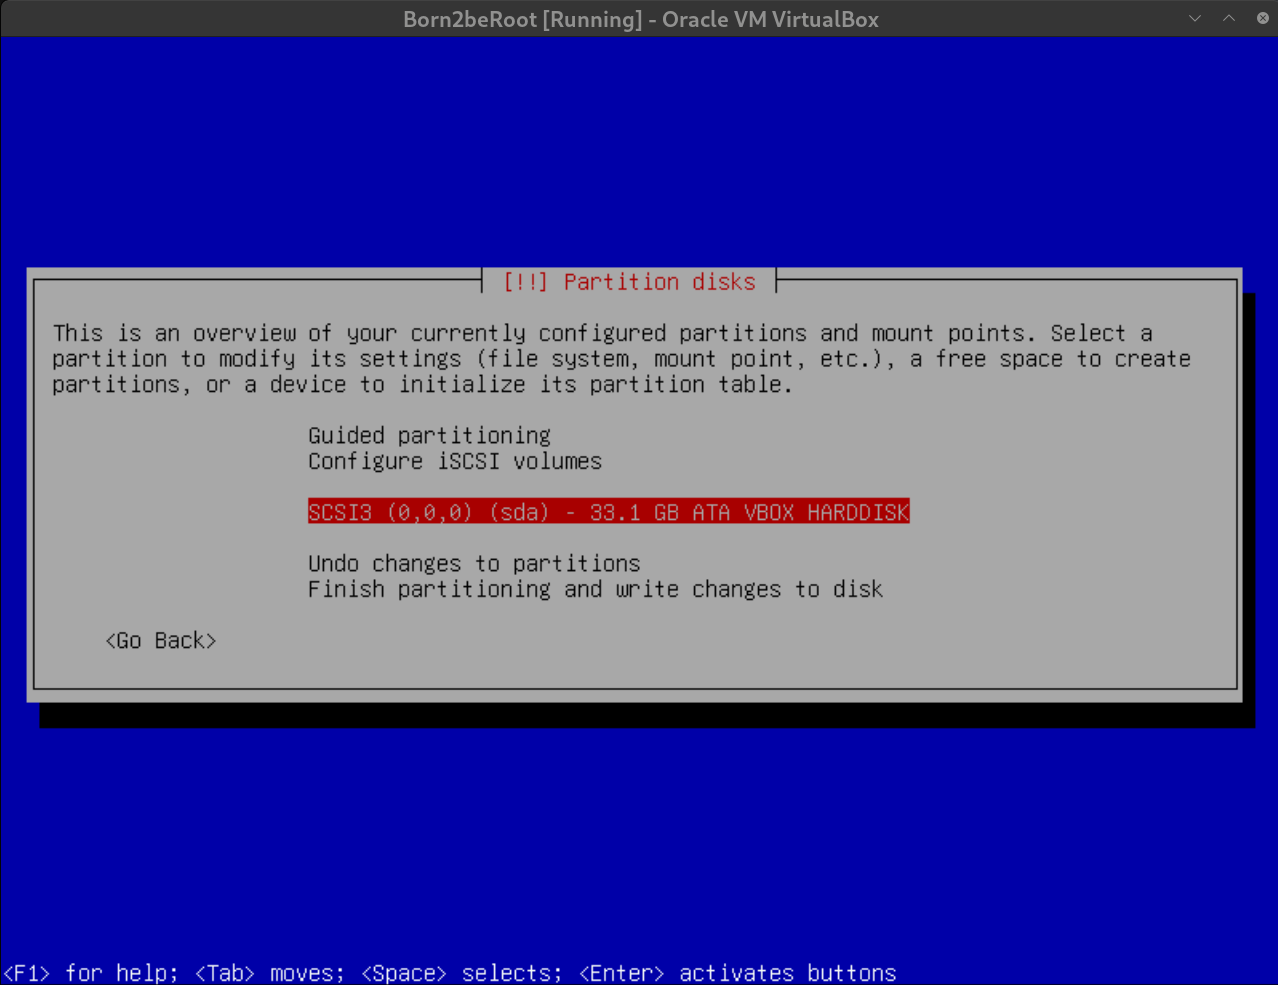 Born2beRoot [Running] - Oracle VM VirtualBox
[!!] Partition disks
This is an overview of your currently configured partitions and mount points. Select a
partition to modify its settings (file system, mount point, etc.), a free space to create
partitions, or a device to initialize its partition table.
Guided partitioning
Configure iSCSI volumes
SCSI3 (0,0,0) (sda) - 33.1 GB ATA VBOX HARDDISK
Undo changes to partitions
Finish partitioning and write changes to disk
<Go Back>
<F1> for help; <Tab> moves; <Space> selects; <Enter> activates buttons